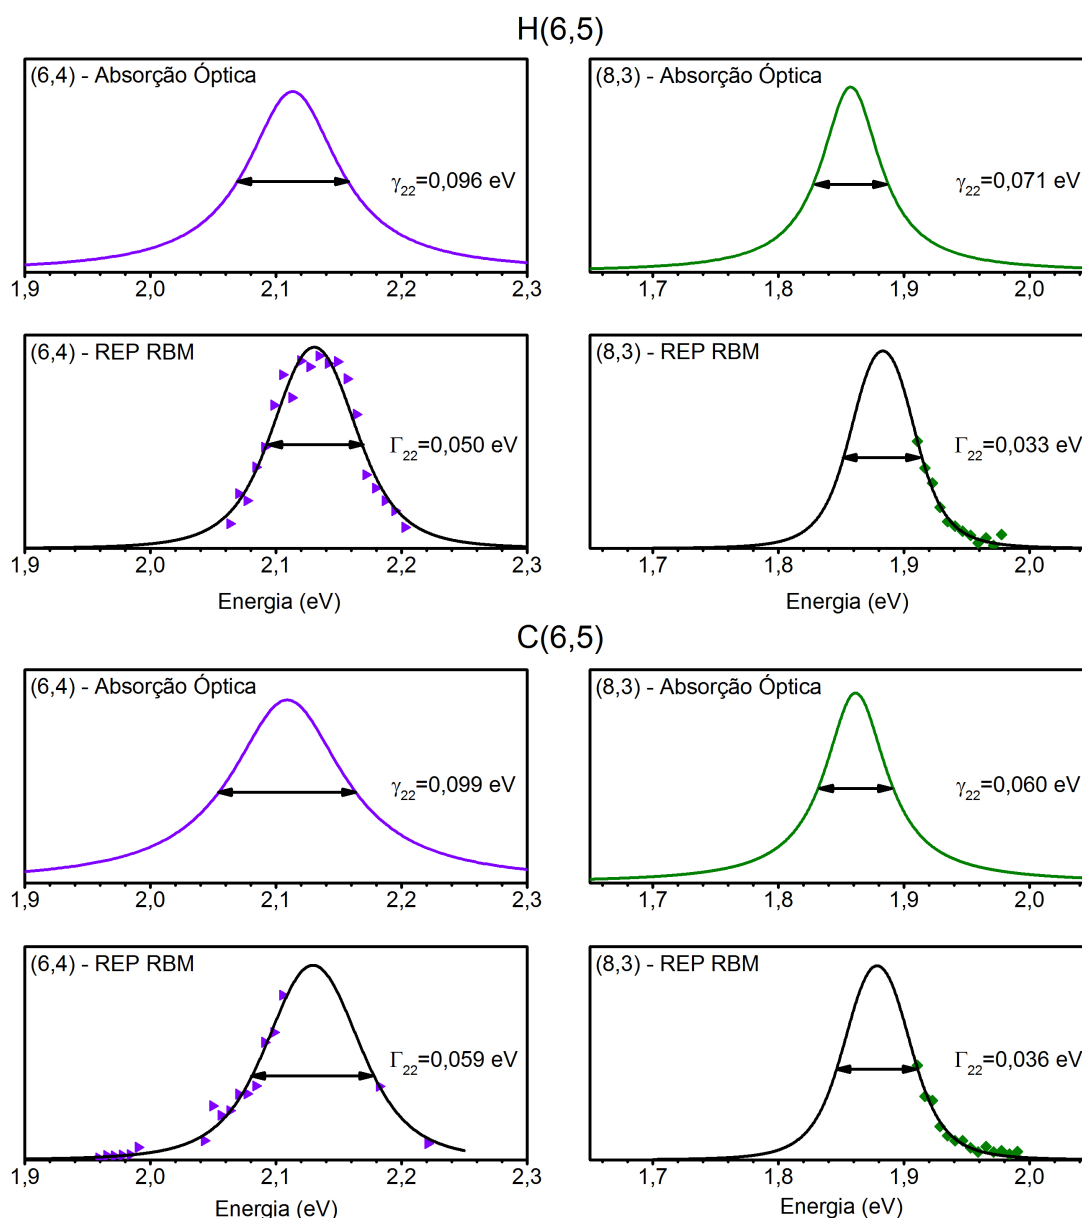 H(6,5)
(6,4) - Absorção Óptica
γ22=0,096 eV
1,9 2,0 2,1 2,2 2,3
(8,3) - Absorção Óptica
γ22=0,071 eV
1,7 1,8 1,9 2,0
(6,4) - REP RBM
Γ22=0,050 eV
1,9 2,0 2,1 2,2 2,3
Energia (eV)
(8,3) - REP RBM
Γ22=0,033 eV
1,7 1,8 1,9 2,0
Energia (eV)
C(6,5)
(6,4) - Absorção Óptica
γ22=0,099 eV
1,9 2,0 2,1 2,2 2,3
(8,3) - Absorção Óptica
γ22=0,060 eV
1,7 1,8 1,9 2,0
(6,4) - REP RBM
Γ22=0,059 eV
1,9 2,0 2,1 2,2 2,3
Energia (eV)
(8,3) - REP RBM
Γ22=0,036 eV
1,7 1,8 1,9 2,0
Energia (eV)